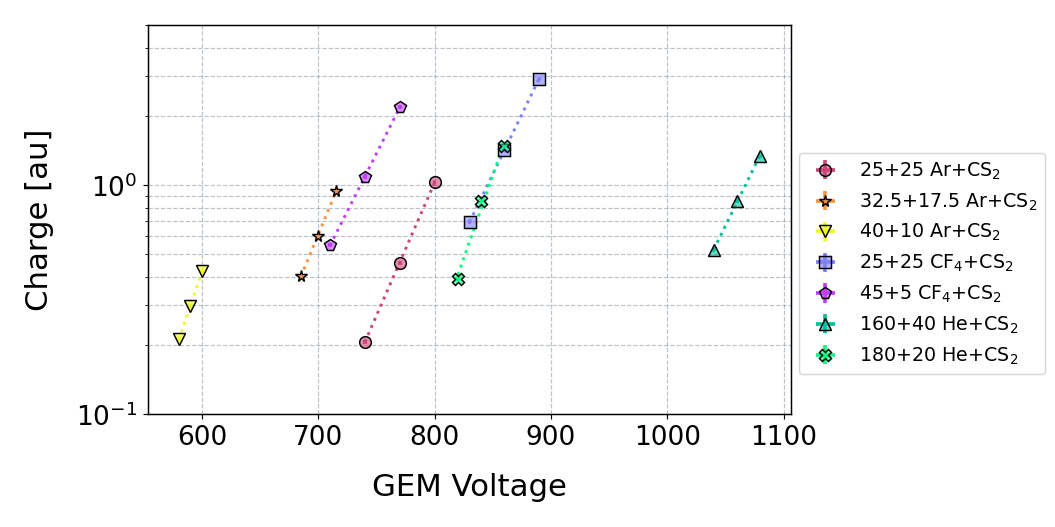 Charge [au]
10⁰
10⁻¹
600 700 800 900 1000 1100
GEM Voltage
25+25 Ar+CS₂
32.5+17.5 Ar+CS₂
40+10 Ar+CS₂
25+25 CF₄+CS₂
45+5 CF₄+CS₂
160+40 He+CS₂
180+20 He+CS₂